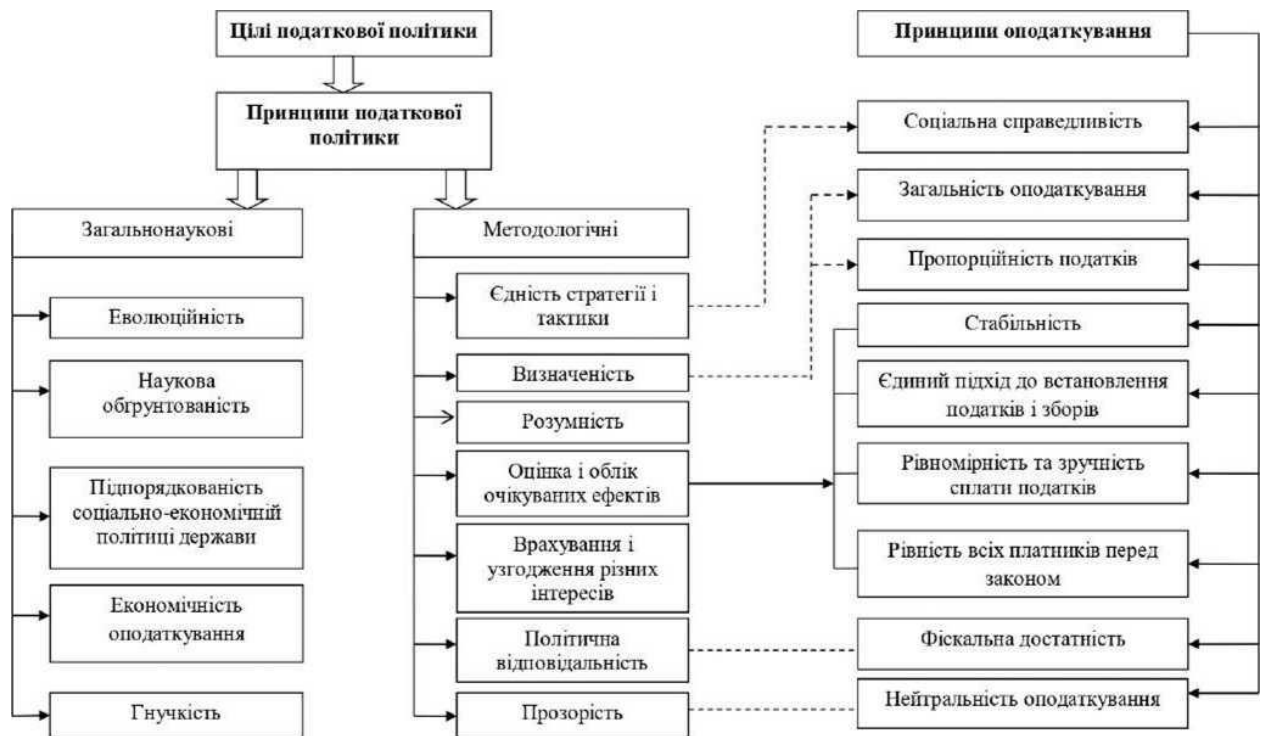 Цілі податкової політики
Принципи податкової
політики
Загальнонаукові
Еволюційність
Наукова
обґрунтованість
Підпорядкованість
соціально-економічній
політиці держави
Економічність
оподаткування
Гнучкість
Методологічні
Єдність стратегії і
тактики
Визначеність
Розумність
Оцінка і облік
очікуваних ефектів
Врахування і
узгодження різних
інтересів
Політична
відповідальність
Прозорість
Принципи оподаткування
Соціальна справедливість
Загальність оподаткування
Пропорційність податків
Стабільність
Єдиний підхід до встановлення
податків і зборів
Рівномірність та зручність
сплати податків
Рівність всіх платників перед
законом
Фіскальна достатність
Нейтральність оподаткування